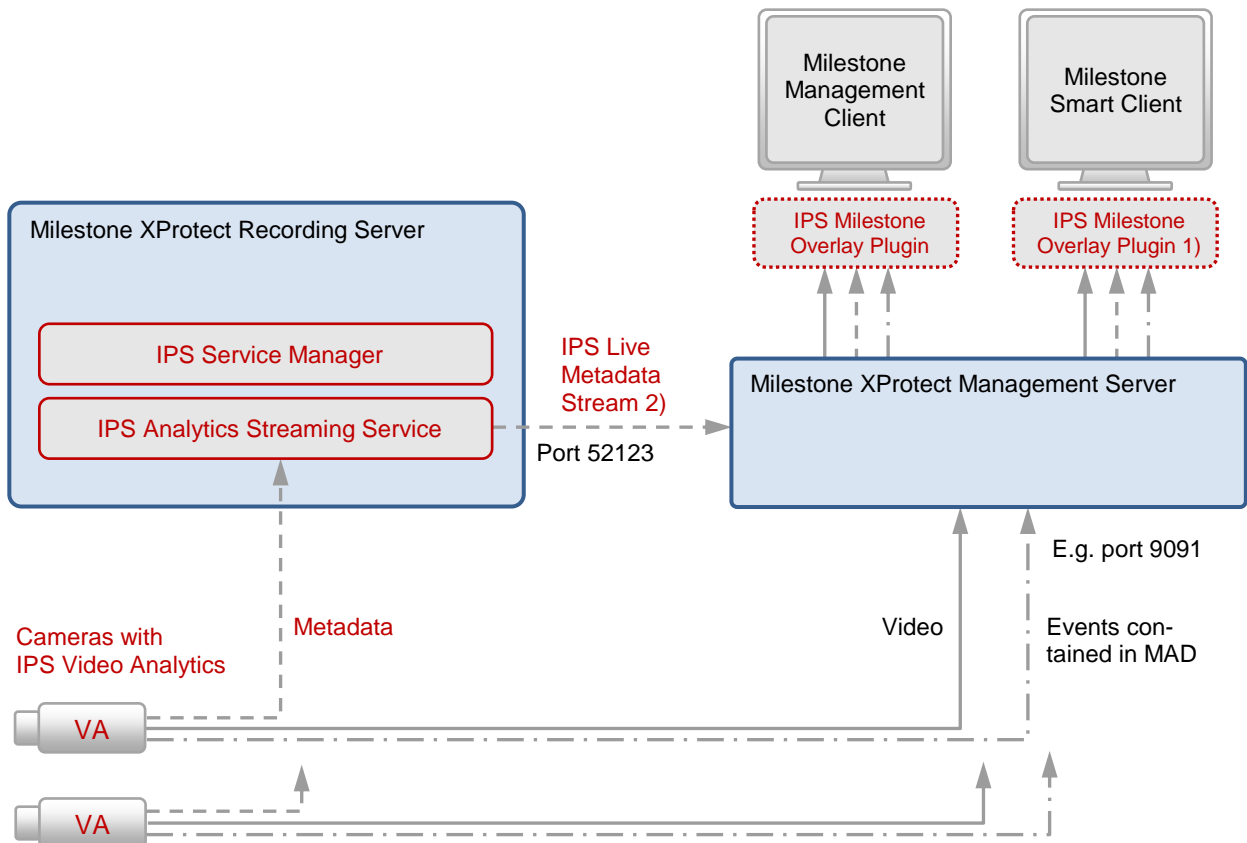 Milestone
Management
Client
Milestone
Smart Client
IPS Milestone
Overlay Plugin
IPS Milestone
Overlay Plugin 1)
Milestone XProtect Recording Server
IPS Service Manager
IPS Analytics Streaming Service
IPS Live
Metadata
Stream 2)
Port 52123
Milestone XProtect Management Server
E.g. port 9091
Cameras with
IPS Video Analytics
Metadata
Video
Events con-
tained in MAD
VA
VA